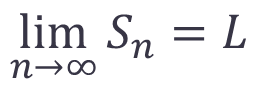 lim S_n = L
n→∞